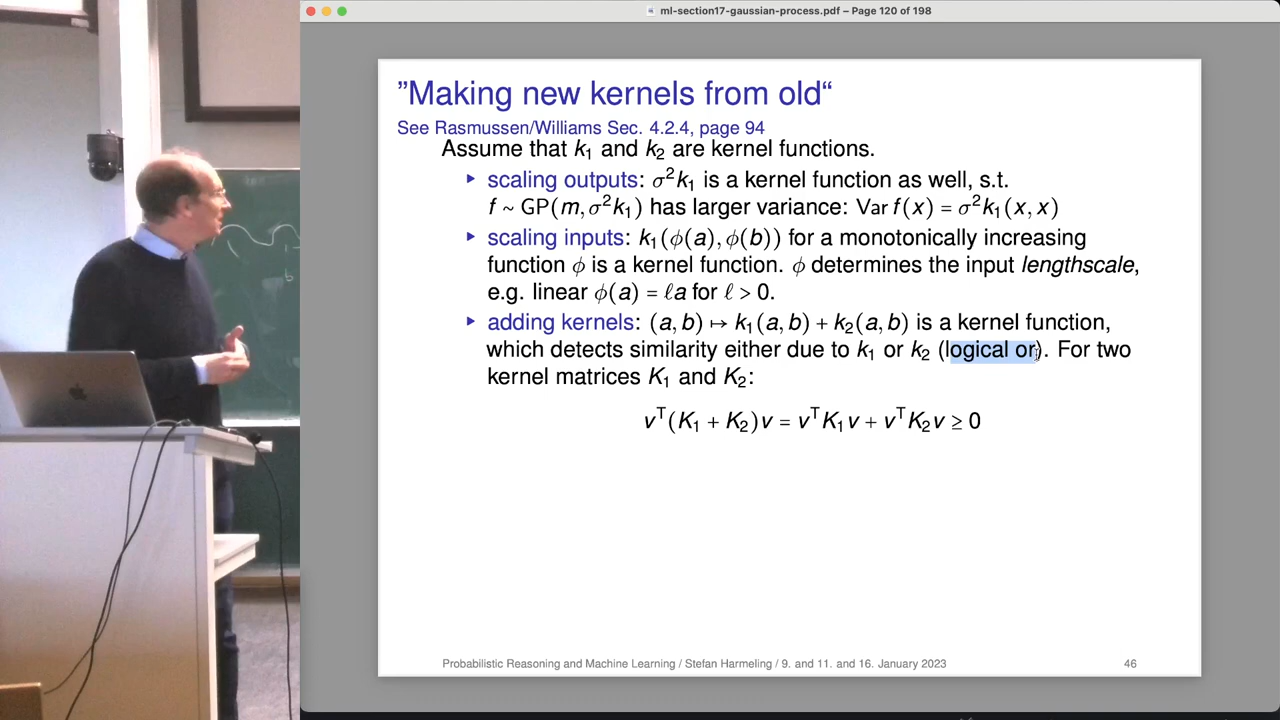 ml-section17-gaussian-process.pdf – Page 120 of 198
”Making new kernels from old“
See Rasmussen/Williams Sec. 4.2.4, page 94
Assume that k₁ and k₂ are kernel functions.
▸ scaling outputs: σ²k₁ is a kernel function as well, s.t.
f ~ GP(m, σ²k₁) has larger variance: Var f(x) = σ²k₁(x, x)
▸ scaling inputs: k₁(ϕ(a), ϕ(b)) for a monotonically increasing
function ϕ is a kernel function. ϕ determines the input lengthscale,
e.g. linear ϕ(a) = ℓa for ℓ > 0.
▸ adding kernels: (a, b) ↦ k₁(a, b) + k₂(a, b) is a kernel function,
which detects similarity either due to k₁ or k₂ (logical or). For two
kernel matrices K₁ and K₂:
vᵀ(K₁ + K₂)v = vᵀK₁v + vᵀK₂v ≥ 0
Probabilistic Reasoning and Machine Learning / Stefan Harmeling / 9. and 11. and 16. January 2023 46